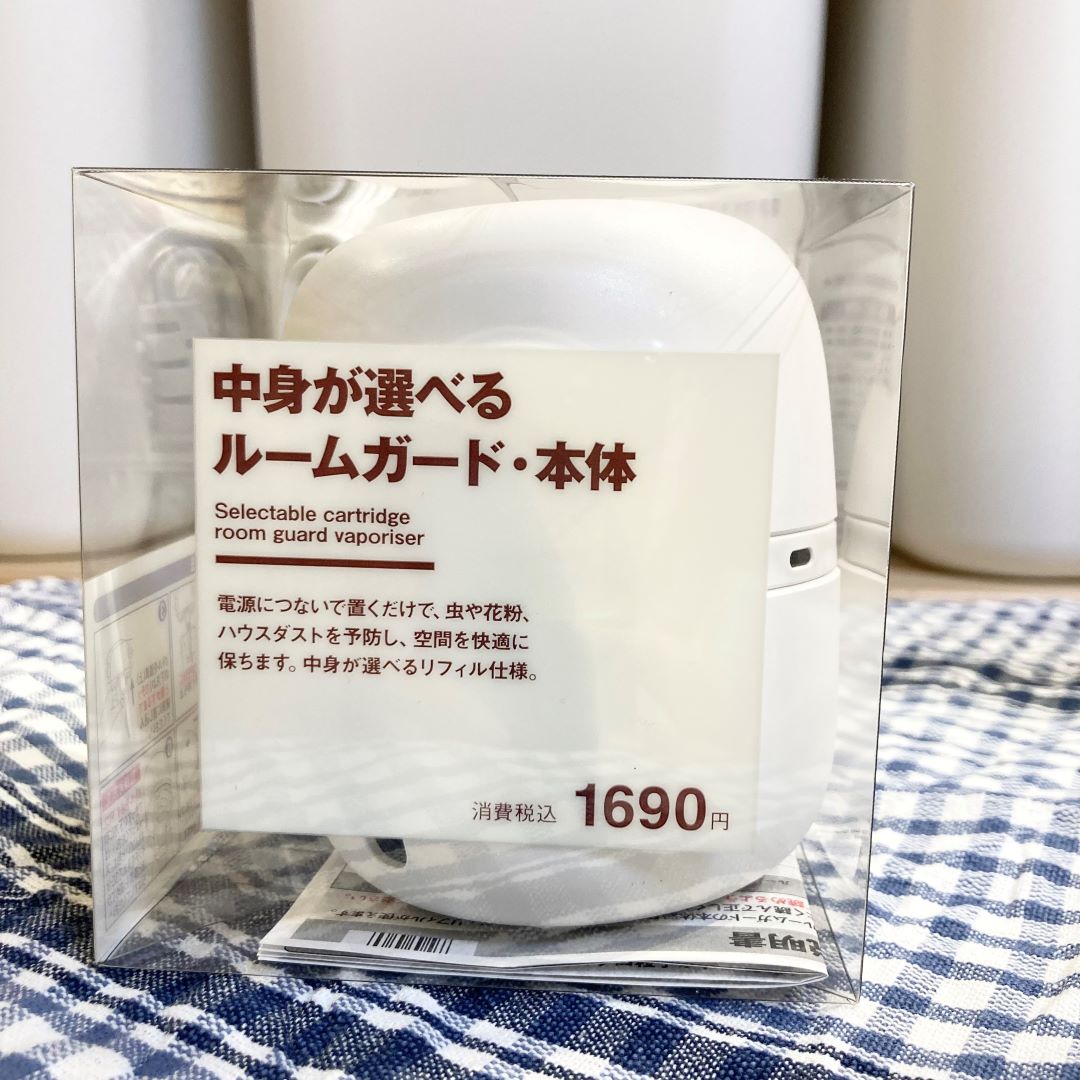 中身が選べる
ルームガード・本体
Selectable cartridge
room guard vaporiser
電源につないで置くだけで、虫や花粉、
ハウスダストを予防し、空間を快適に
保ちます。中身が選べるリフィル仕様。
消費税込 1690円